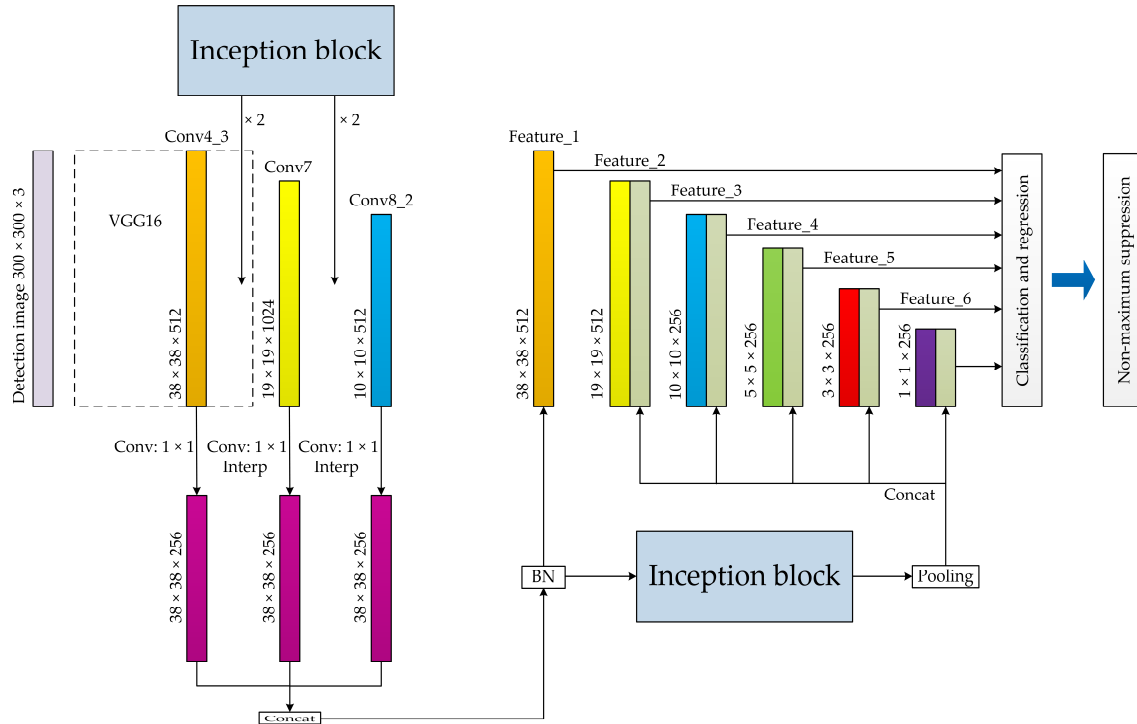 Inception block
× 2
× 2
Conv4_3
Conv7
Conv8_2
VGG16
Detection image 300 × 300 × 3
38 × 38 × 512
19 × 19 × 1024
10 × 10 × 512
Conv: 1 × 1
Conv: 1 × 1
Interp
Conv: 1 × 1
Interp
38 × 38 × 256
38 × 38 × 256
38 × 38 × 256
Concat
Feature_1
Feature_2
Feature_3
Feature_4
Feature_5
Feature_6
38 × 38 × 512
19 × 19 × 512
10 × 10 × 256
5 × 5 × 256
3 × 3 × 256
1 × 1 × 256
Classification and regression
Non-maximum suppression
Concat
BN
Inception block
Pooling